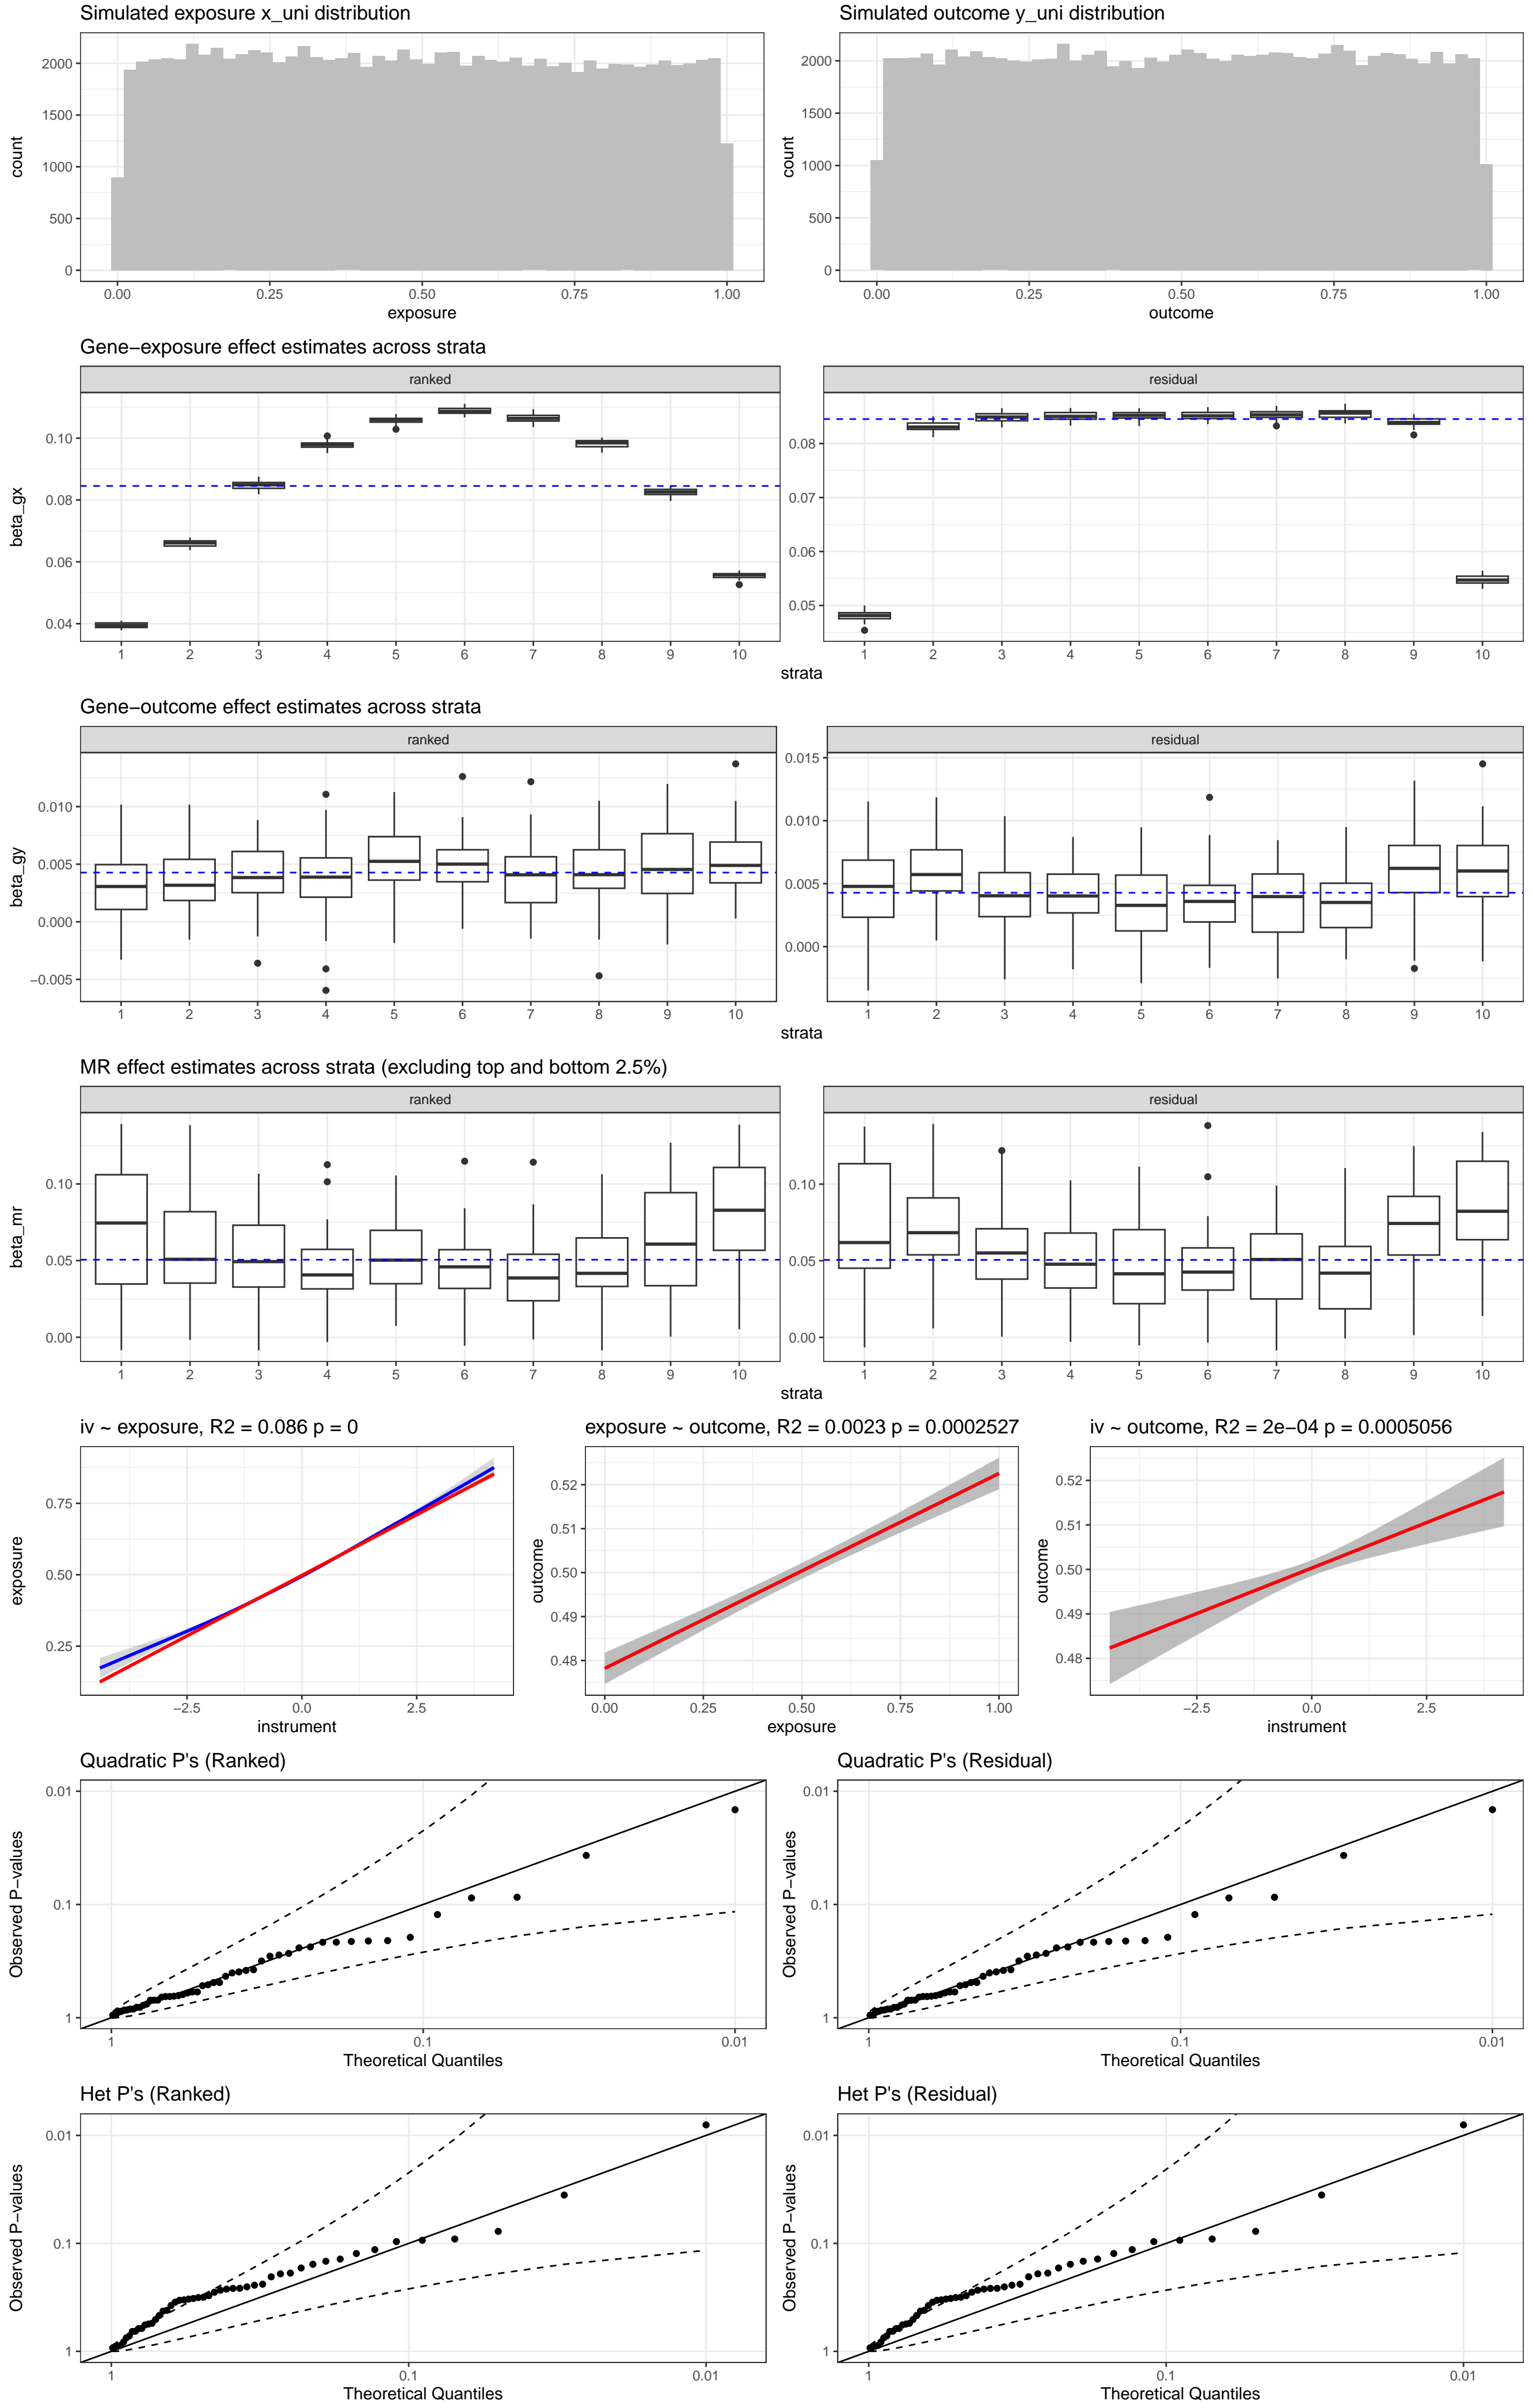 Simulated exposure x_uni distribution
count
2000
1500
1000
500
0
0.00 0.25 0.50 0.75 1.00
exposure
Simulated outcome y_uni distribution
count
2000
1500
1000
500
0
0.00 0.25 0.50 0.75 1.00
outcome
Gene−exposure effect estimates across strata
beta_gx
ranked
0.10
0.08
0.06
0.04
1 2 3 4 5 6 7 8 9 10
residual
0.08
0.07
0.06
0.05
1 2 3 4 5 6 7 8 9 10
strata
Gene−outcome effect estimates across strata
beta_gy
ranked
0.010
0.005
0.000
−0.005
1 2 3 4 5 6 7 8 9 10
residual
0.015
0.010
0.005
0.000
1 2 3 4 5 6 7 8 9 10
strata
MR effect estimates across strata (excluding top and bottom 2.5%)
beta_mr
ranked
0.10
0.05
0.00
1 2 3 4 5 6 7 8 9 10
residual
0.10
0.05
0.00
1 2 3 4 5 6 7 8 9 10
strata
iv ~ exposure, R2 = 0.086 p = 0
exposure
0.75
0.50
0.25
−2.5 0.0 2.5
instrument
exposure ~ outcome, R2 = 0.0023 p = 0.0002527
outcome
0.52
0.51
0.50
0.49
0.48
0.00 0.25 0.50 0.75 1.00
exposure
iv ~ outcome, R2 = 2e−04 p = 0.0005056
outcome
0.52
0.51
0.50
0.49
0.48
−2.5 0.0 2.5
instrument
Quadratic P's (Ranked)
Observed P−values
0.01
0.1
1
1 0.1 0.01
Theoretical Quantiles
Quadratic P's (Residual)
Observed P−values
0.01
0.1
1
1 0.1 0.01
Theoretical Quantiles
Het P's (Ranked)
Observed P−values
0.01
0.1
1
1 0.1 0.01
Theoretical Quantiles
Het P's (Residual)
Observed P−values
0.01
0.1
1
1 0.1 0.01
Theoretical Quantiles